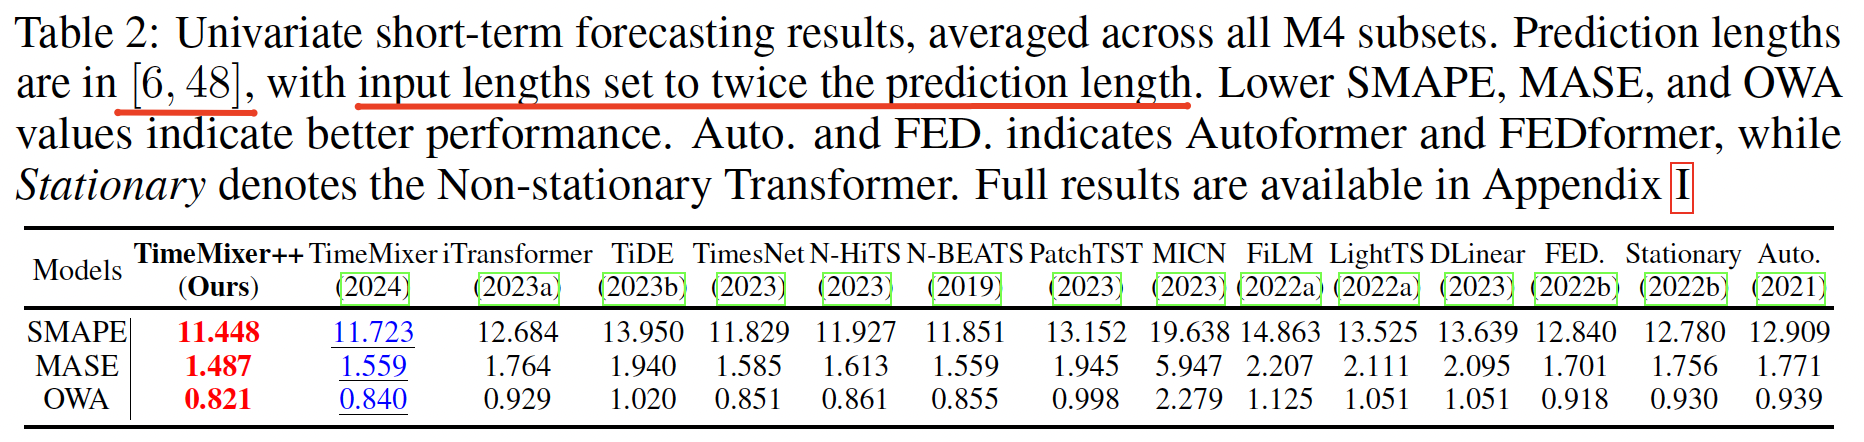 Table 2: Univariate short-term forecasting results, averaged across all M4 subsets. Prediction lengths
are in [6, 48], with input lengths set to twice the prediction length. Lower SMAPE, MASE, and OWA
values indicate better performance. Auto. and FED. indicates Autoformer and FEDformer, while
Stationary denotes the Non-stationary Transformer. Full results are available in Appendix I
Models TimeMixer++ TimeMixer iTransformer TiDE TimesNet N-HiTS N-BEATS PatchTST MICN FiLM LightTS DLinear FED. Stationary Auto.
(Ours) (2024) (2023a) (2023b) (2023) (2023) (2019) (2023) (2023) (2022a) (2022a) (2023) (2022b) (2022b) (2021)
SMAPE 11.448 11.723 12.684 13.950 11.829 11.927 11.851 13.152 19.638 14.863 13.525 13.639 12.840 12.780 12.909
MASE 1.487 1.559 1.764 1.940 1.585 1.613 1.559 1.945 5.947 2.207 2.111 2.095 1.701 1.756 1.771
OWA 0.821 0.840 0.929 1.020 0.851 0.861 0.855 0.998 2.279 1.125 1.051 1.051 0.918 0.930 0.939